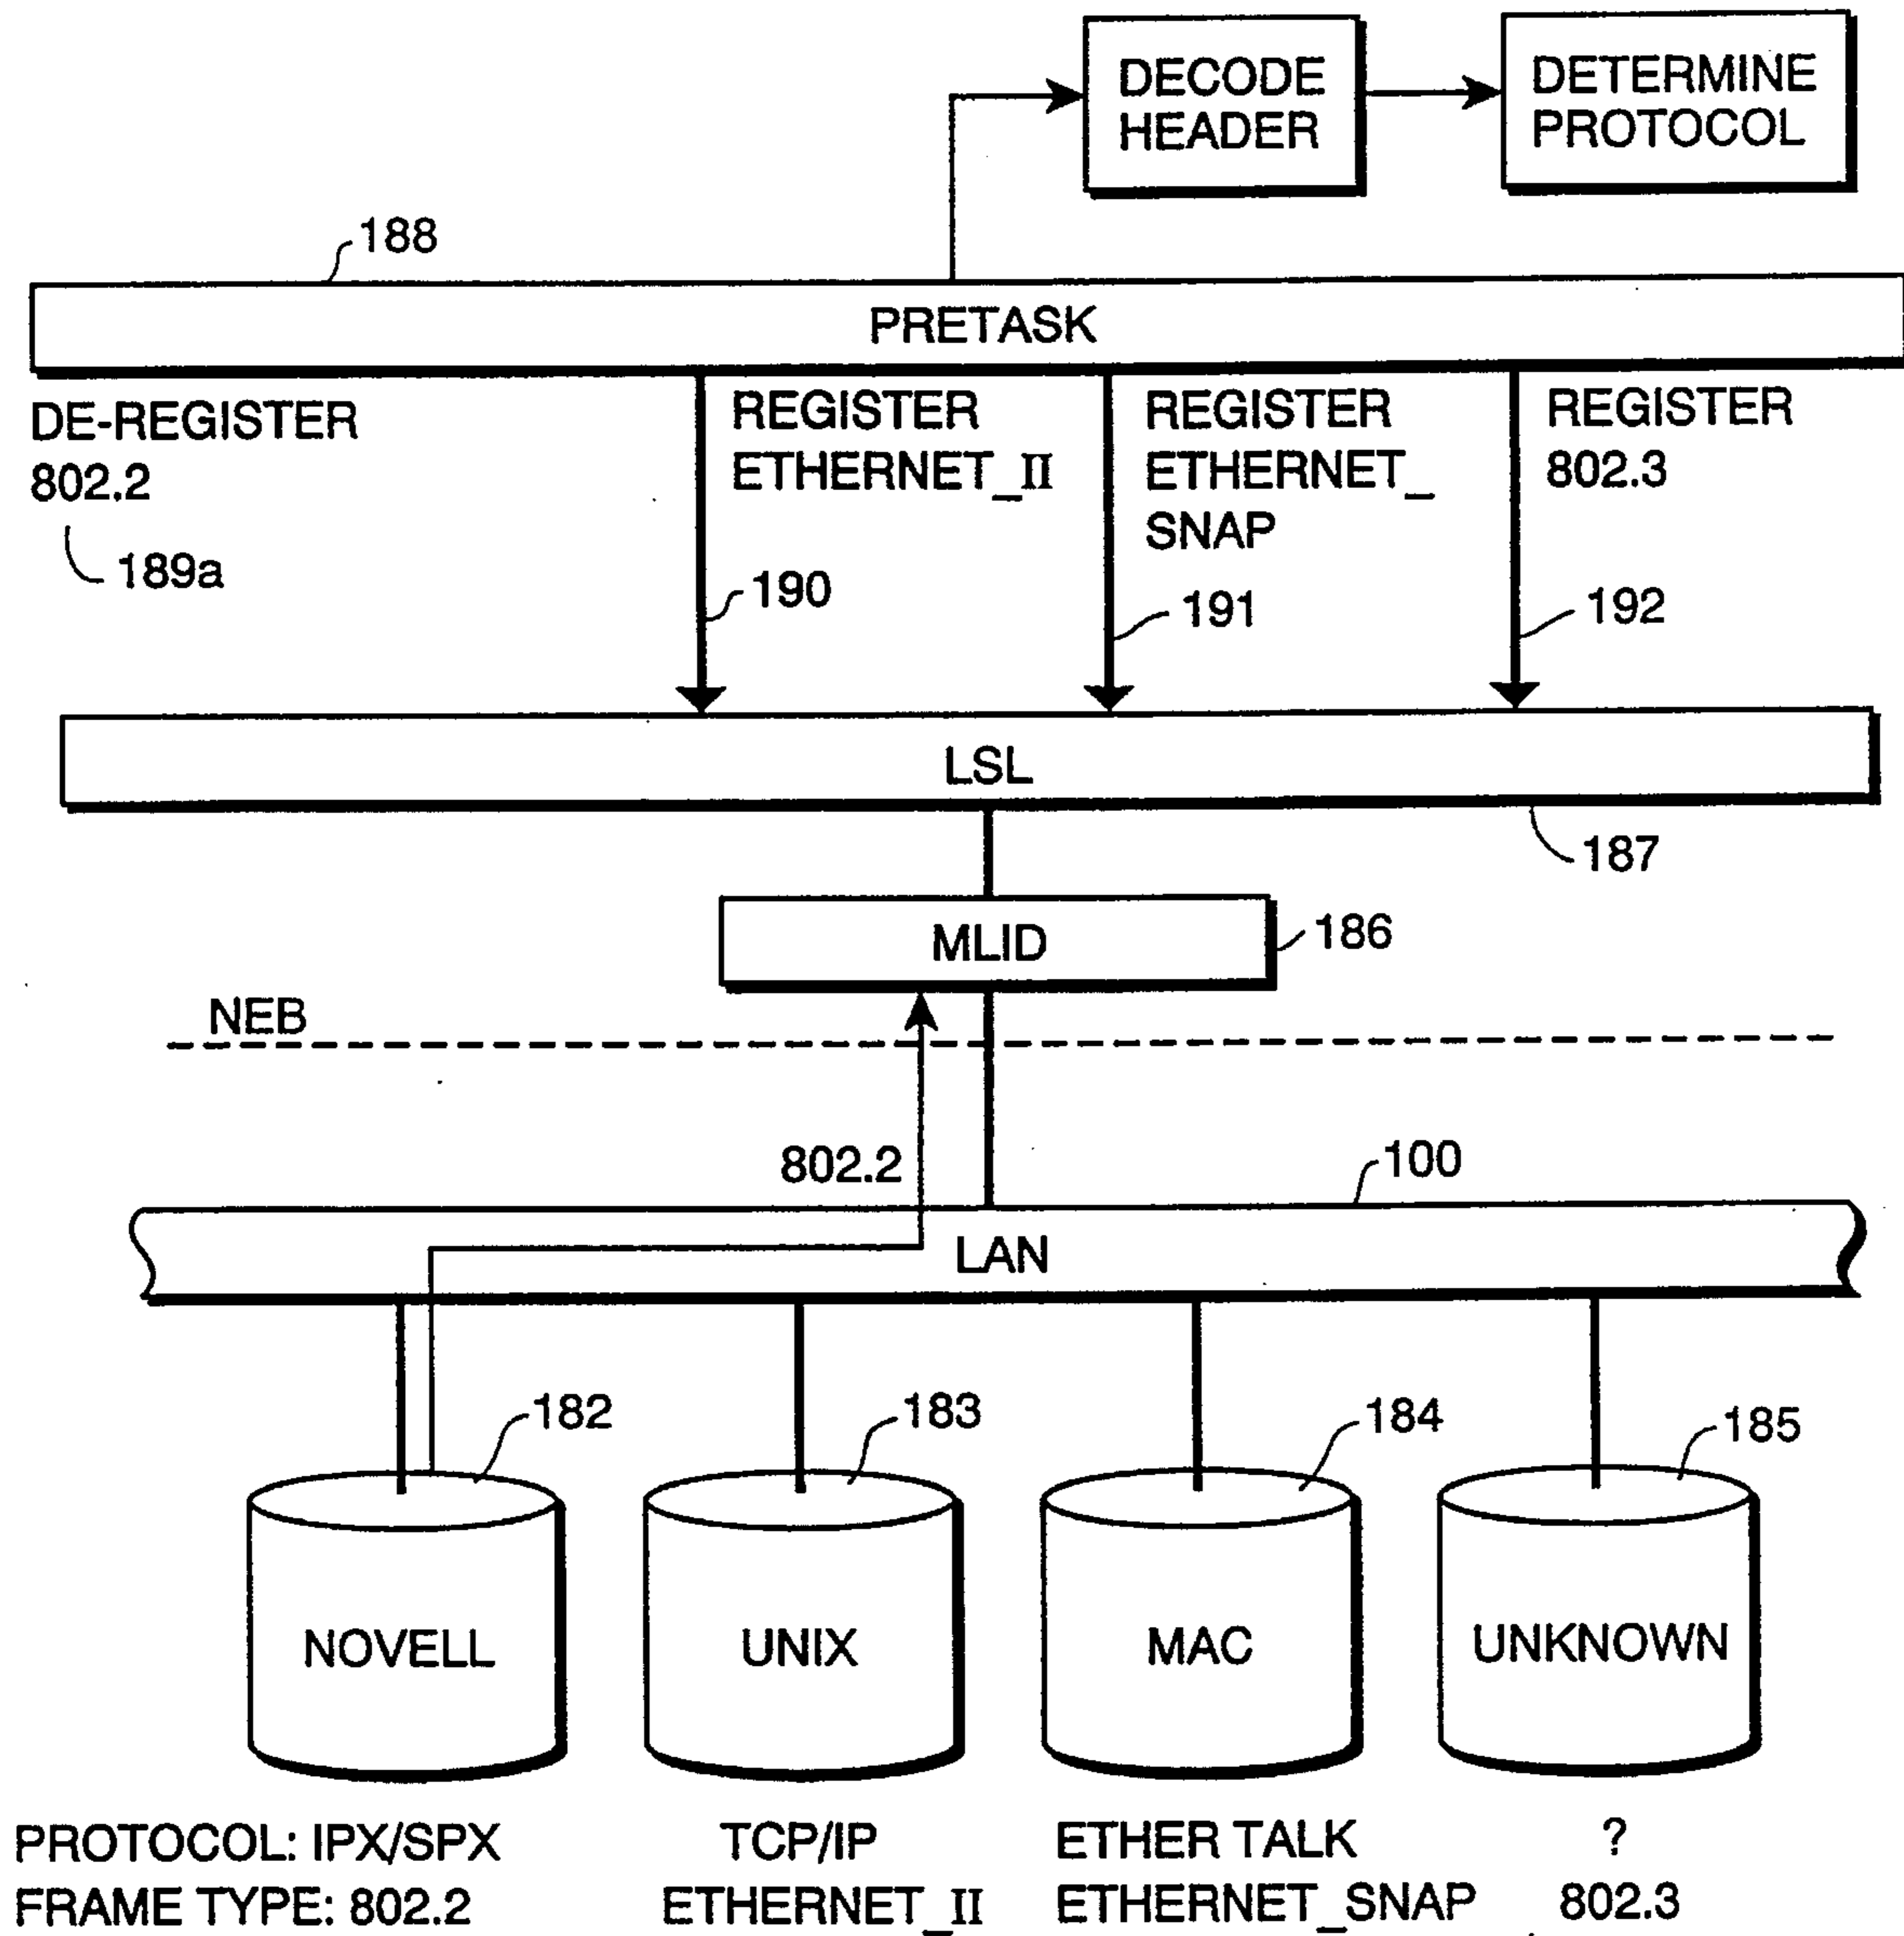 DECODE
HEADER
DETERMINE
PROTOCOL
188
PRETASK
DE-REGISTER
802.2
189a
REGISTER
ETHERNET_II
190
REGISTER
ETHERNET_
SNAP
191
REGISTER
802.3
192
LSL
187
MLID
186
NEB
802.2
100
LAN
182
183
184
185
NOVELL
UNIX
MAC
UNKNOWN
PROTOCOL: IPX/SPX
FRAME TYPE: 802.2
TCP/IP
ETHERNET_II
ETHER TALK
ETHERNET_SNAP
?
802.3